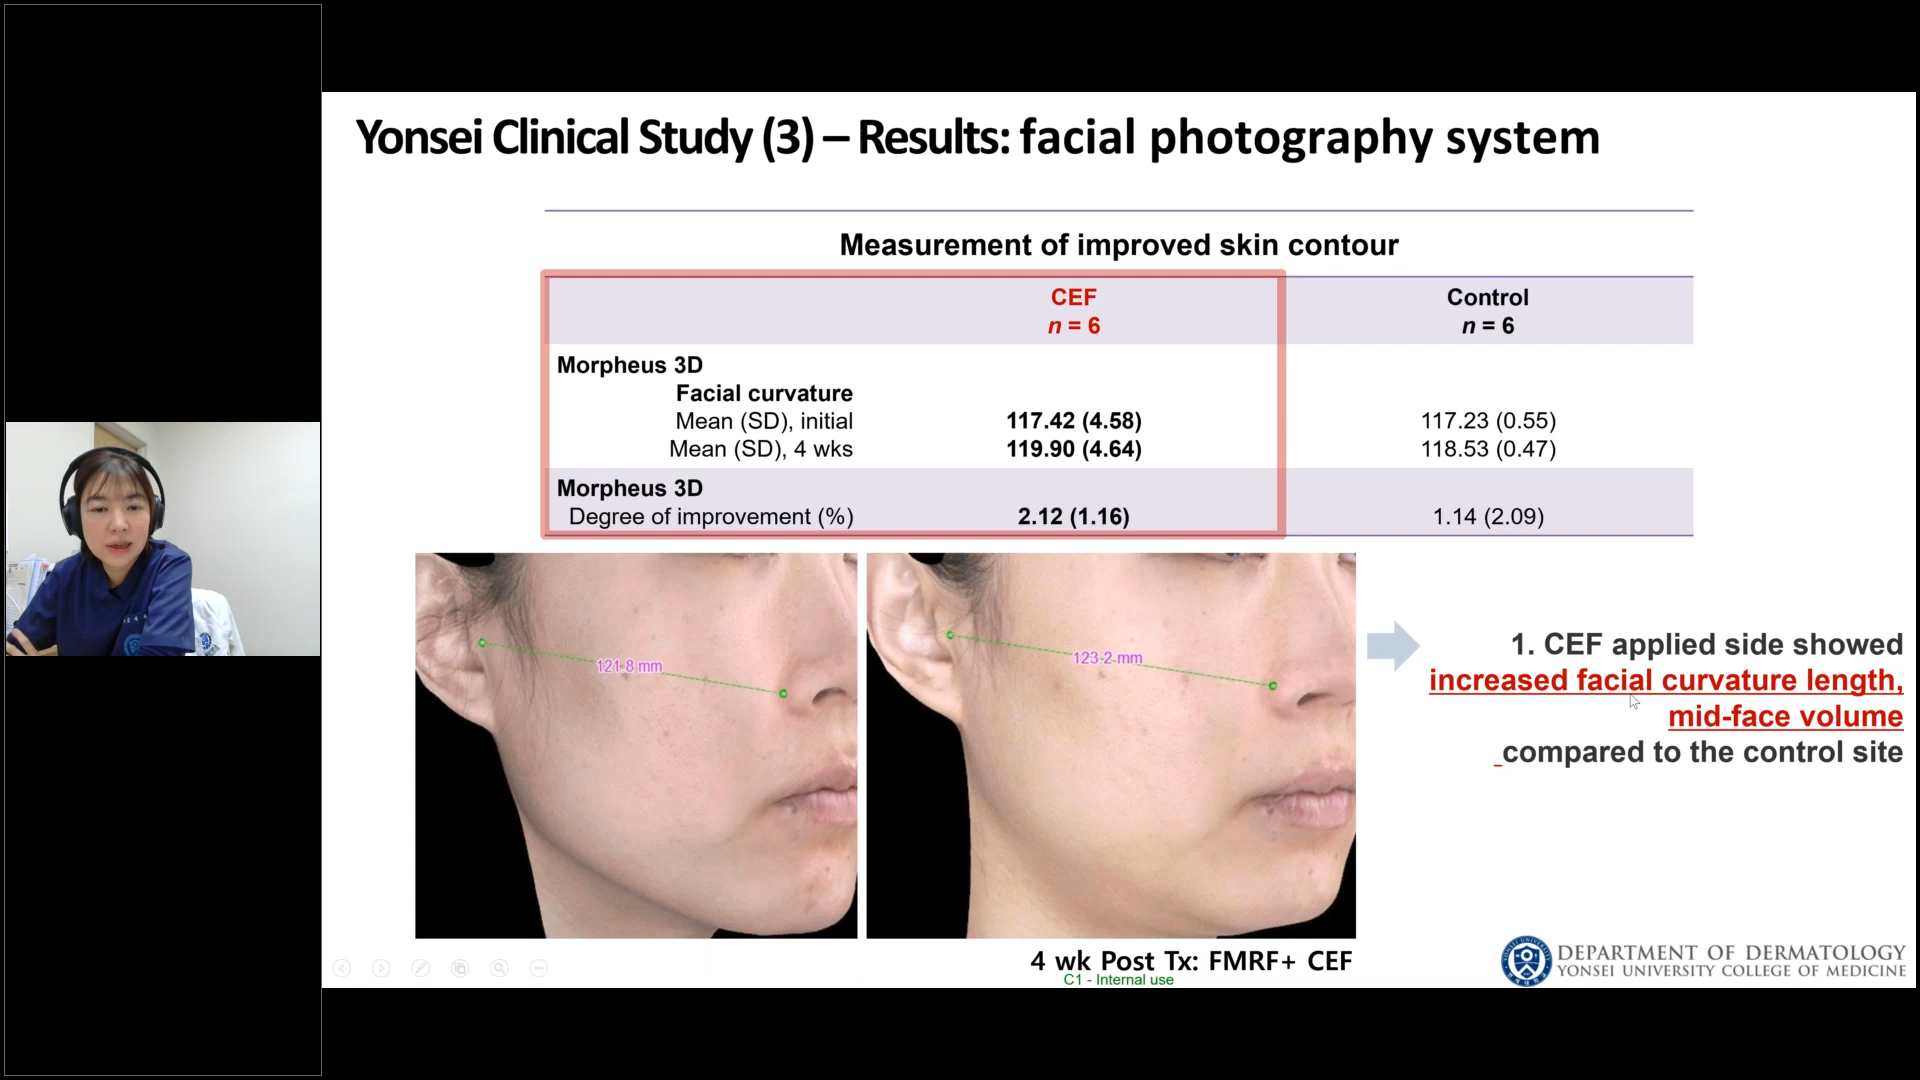 Yonsei Clinical Study (3) – Results: facial photography system
Measurement of improved skin contour
CEF
n = 6
Control
n = 6
Morpheus 3D
Facial curvature
Mean (SD), initial 117.42 (4.58) 117.23 (0.55)
Mean (SD), 4 wks 119.90 (4.64) 118.53 (0.47)
Morpheus 3D
Degree of improvement (%) 2.12 (1.16) 1.14 (2.09)
121.8 mm
123.2 mm
1. CEF applied side showed
increased facial curvature length,
mid-face volume
compared to the control site
4 wk Post Tx: FMRF+ CEF
C1 - Internal use
DEPARTMENT OF DERMATOLOGY
YONSEI UNIVERSITY COLLEGE OF MEDICINE